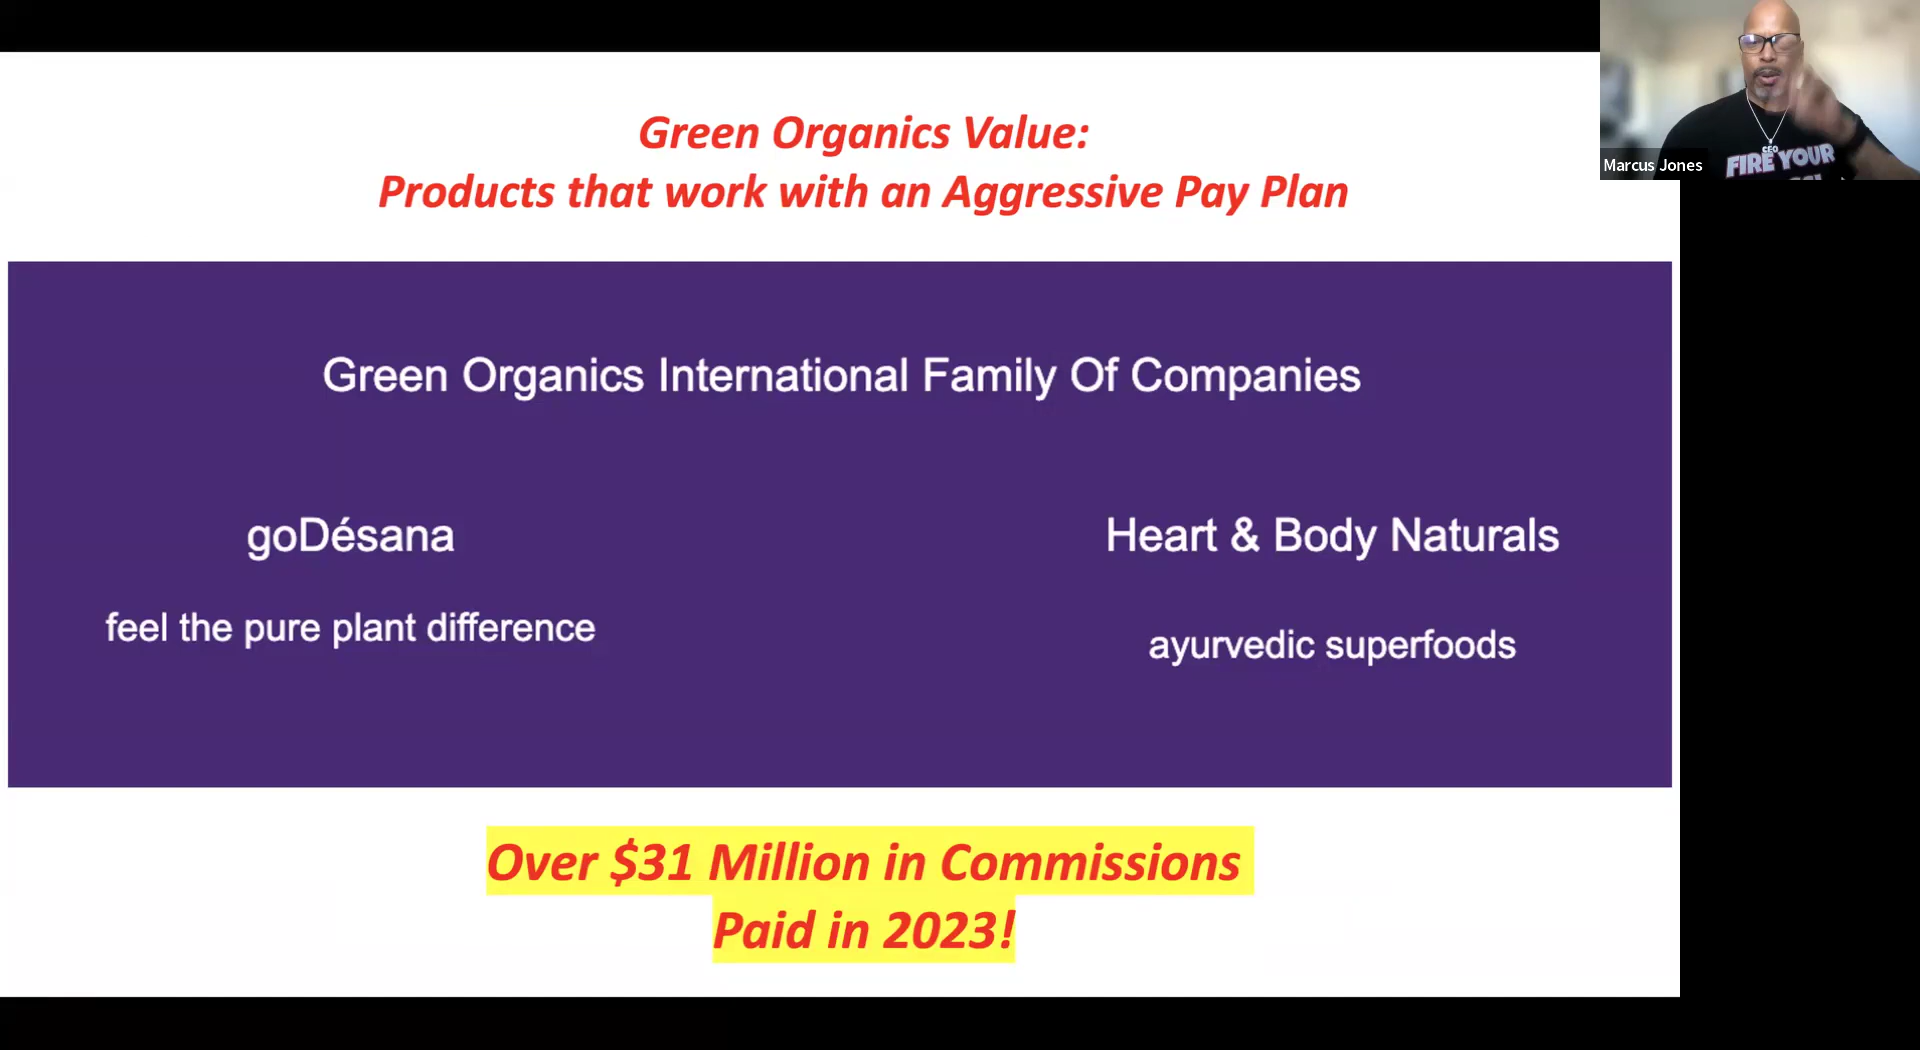 Green Organics Value:
Products that work with an Aggressive Pay Plan
Green Organics International Family Of Companies
goDésana
Heart & Body Naturals
feel the pure plant difference
ayurvedic superfoods
Over $31 Million in Commissions
Paid in 2023!
CEO
FIRE YOUR
Marcus Jones